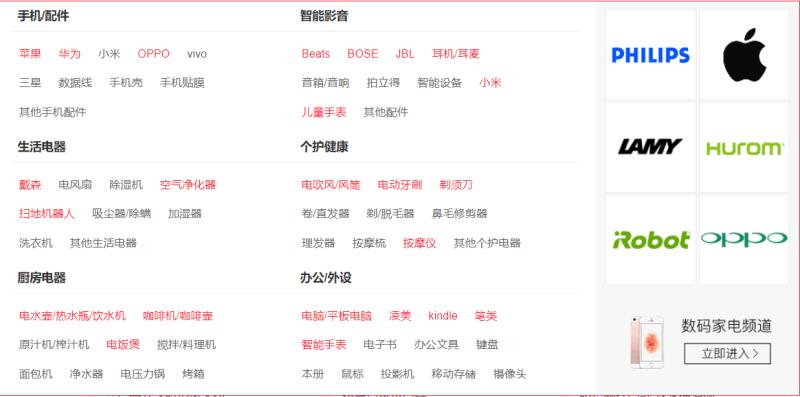 手机/配件
苹果 华为 小米 OPPO vivo
三星 数据线 手机壳 手机贴膜
其他手机配件
智能影音
Beats BOSE JBL 耳机/耳麦
音箱/音响 拍立得 智能设备 小米
儿童手表 其他配件
生活电器
戴森 电风扇 除湿机 空气净化器
扫地机器人 吸尘器/除螨 加湿器
洗衣机 其他生活电器
个护健康
电吹风/风筒 电动牙刷 剃须刀
卷/直发器 剃/脱毛器 鼻毛修剪器
理发器 按摩梳 按摩仪 其他个护电器
厨房电器
电水壶/热水瓶/饮水机 咖啡机/咖啡壶
原汁机/榨汁机 电饭煲 搅拌/料理机
面包机 净水器 电压力锅 烤箱
办公/外设
电脑/平板电脑 凌美 kindle 笔类
智能手表 电子书 办公文具 键盘
本册 鼠标 投影机 移动存储 摄像头
PHILIPS
LAMY HUROM
iRobot OPPO
数码家电频道
立即进入 >